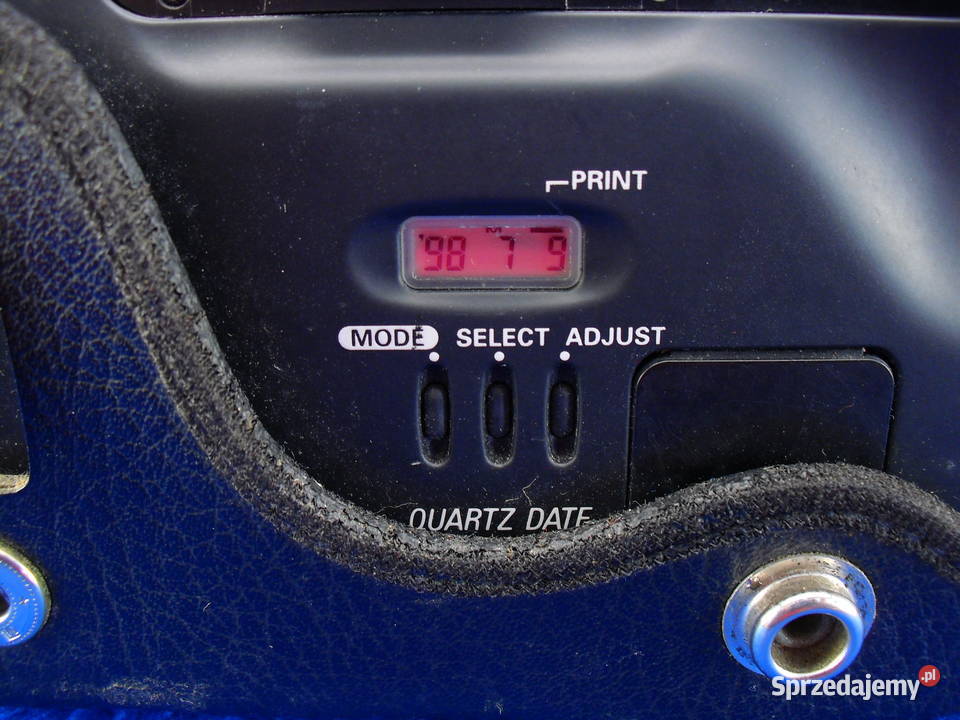 PRINT
M
'98 7 9
MODE SELECT ADJUST
QUARTZ DATE
Sprzedajemy.pl